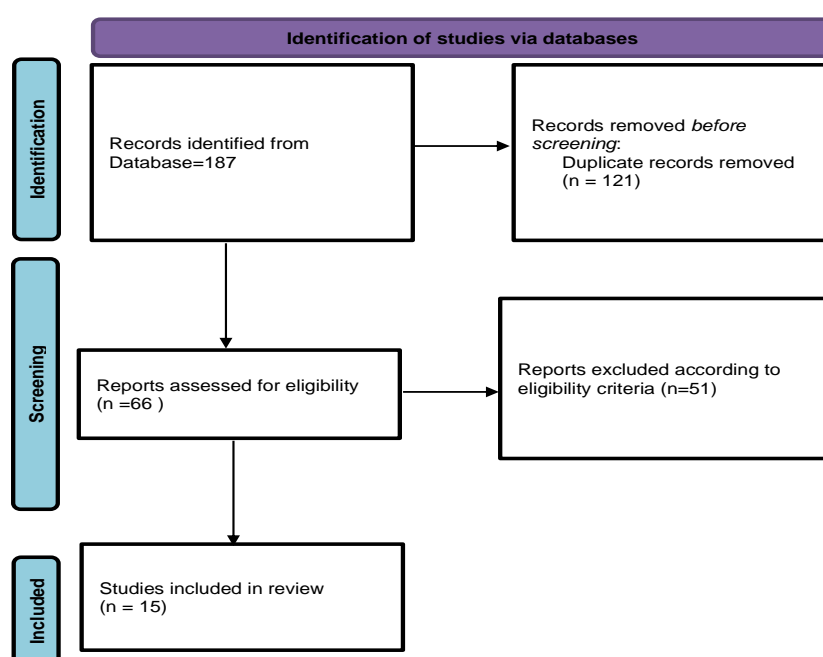 Identification of studies via databases
Identification
Records identified from
Database=187
Records removed before
screening:
Duplicate records removed
(n = 121)
Screening
Reports assessed for eligibility
(n =66 )
Reports excluded according to
eligibility criteria (n=51)
Included
Studies included in review
(n = 15)